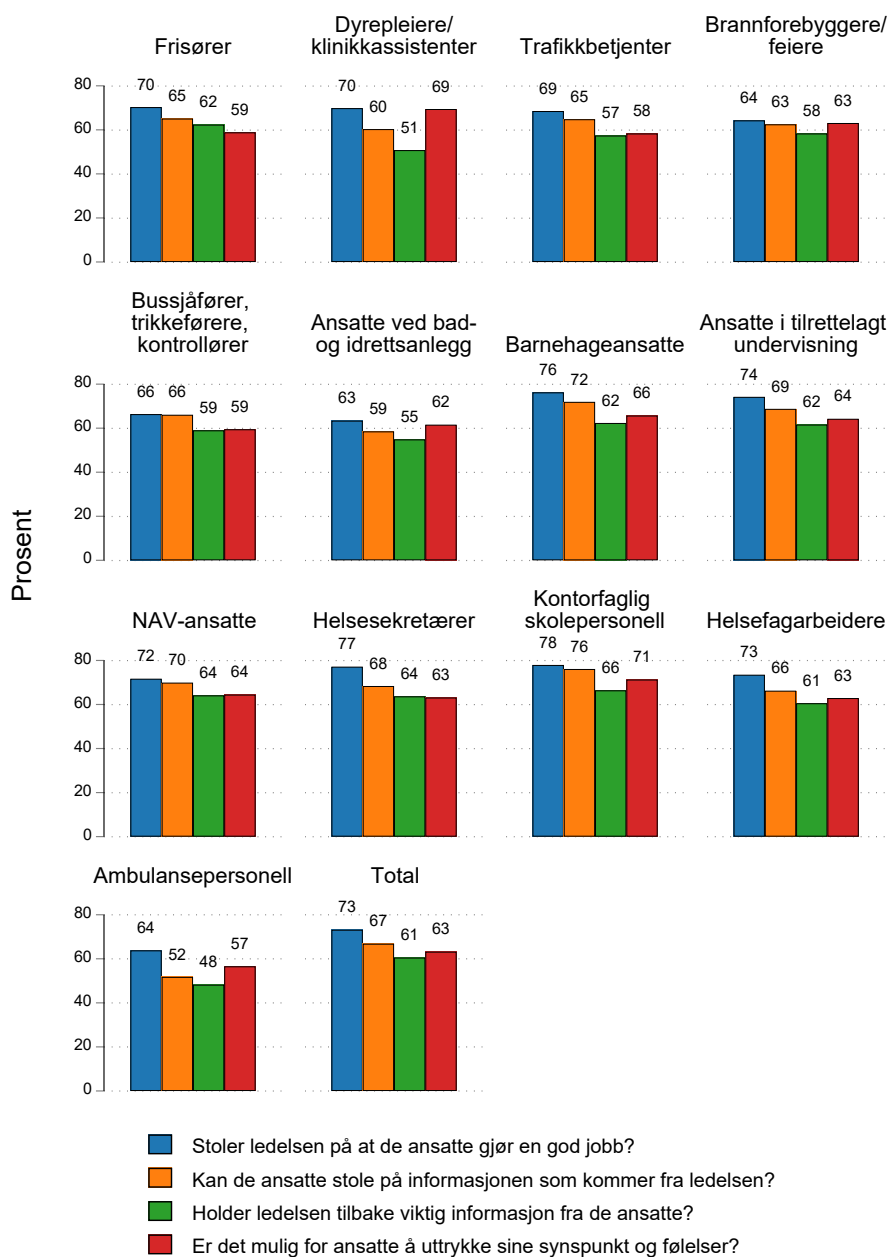 Frisører
Dyrepleiere/
klinikkassistenter
Trafikkbetjenter
Brannforebyggere/
feiere
80
60
40
20
0
70
65
62
59
70
60
51
69
69
65
57
58
64
63
58
63
Bussjåfører,
trikkeførere,
kontrollører
Ansatte ved bad-
og idrettsanlegg
Barnehageansatte
Ansatte i tilrettelagt
undervisning
80
60
40
20
0
66
66
59
59
63
59
55
62
76
72
62
66
74
69
62
64
Prosent
NAV-ansatte
Helsesekretærer
Kontorfaglig
skolepersonell
Helsefagarbeidere
80
60
40
20
0
72
70
64
64
77
68
64
63
78
76
66
71
73
66
61
63
Ambulansepersonell
Total
80
60
40
20
0
64
52
48
57
73
67
61
63
Stoler ledelsen på at de ansatte gjør en god jobb?
Kan de ansatte stole på informasjonen som kommer fra ledelsen?
Holder ledelsen tilbake viktig informasjon fra de ansatte?
Er det mulig for ansatte å uttrykke sine synspunkt og følelser?